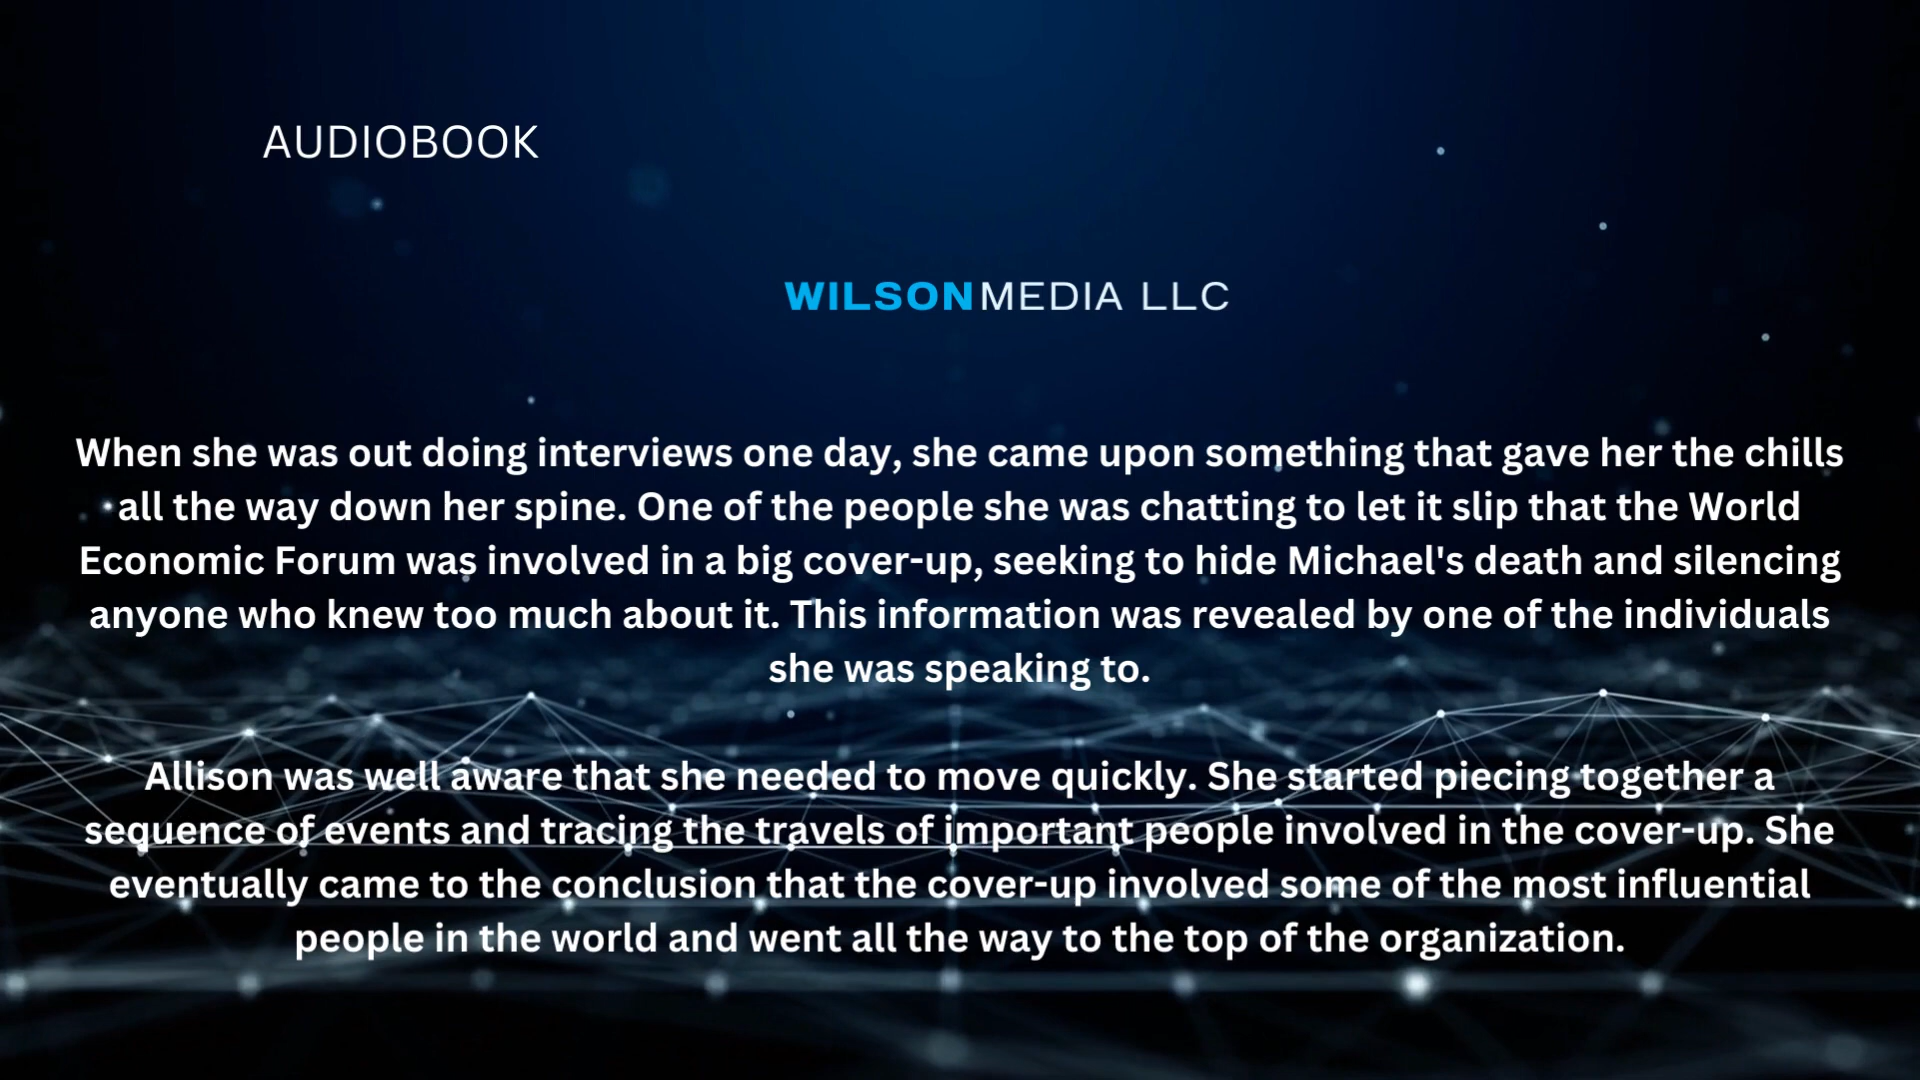 AUDIOBOOK
WILSONMEDIA LLC
When she was out doing interviews one day, she came upon something that gave her the chills
all the way down her spine. One of the people she was chatting to let it slip that the World
Economic Forum was involved in a big cover-up, seeking to hide Michael's death and silencing
anyone who knew too much about it. This information was revealed by one of the individuals
she was speaking to.
Allison was well aware that she needed to move quickly. She started piecing together a
sequence of events and tracing the travels of important people involved in the cover-up. She
eventually came to the conclusion that the cover-up involved some of the most influential
people in the world and went all the way to the top of the organization.